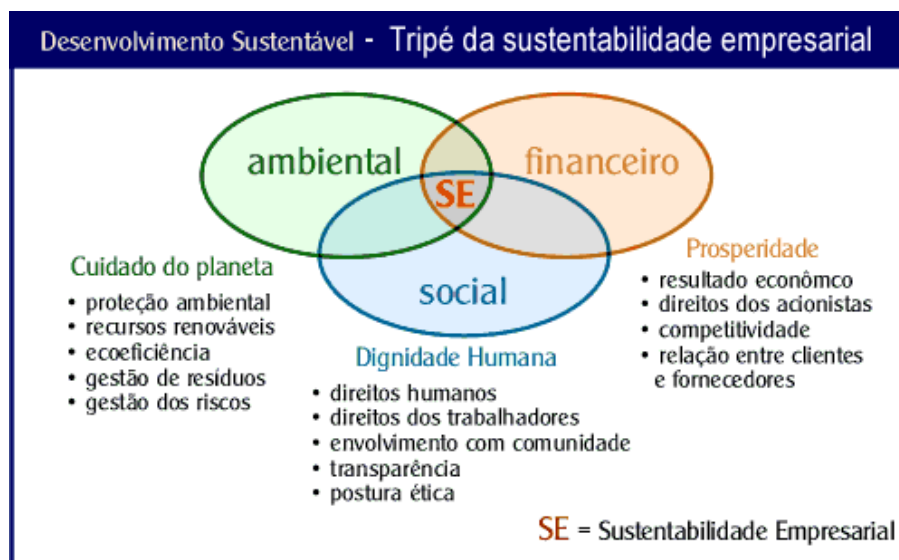 Desenvolvimento Sustentável - Tripé da sustentabilidade empresarial
ambiental
financeiro
SE
social
Cuidado do planeta
• proteção ambiental
• recursos renováveis
• ecoeficiência
• gestão de resíduos
• gestão dos riscos
Dignidade Humana
• direitos humanos
• direitos dos trabalhadores
• envolvimento com comunidade
• transparência
• postura ética
Prosperidade
• resultado econômco
• direitos dos acionistas
• competitividade
• relação entre clientes
e fornecedores
SE = Sustentabilidade Empresarial